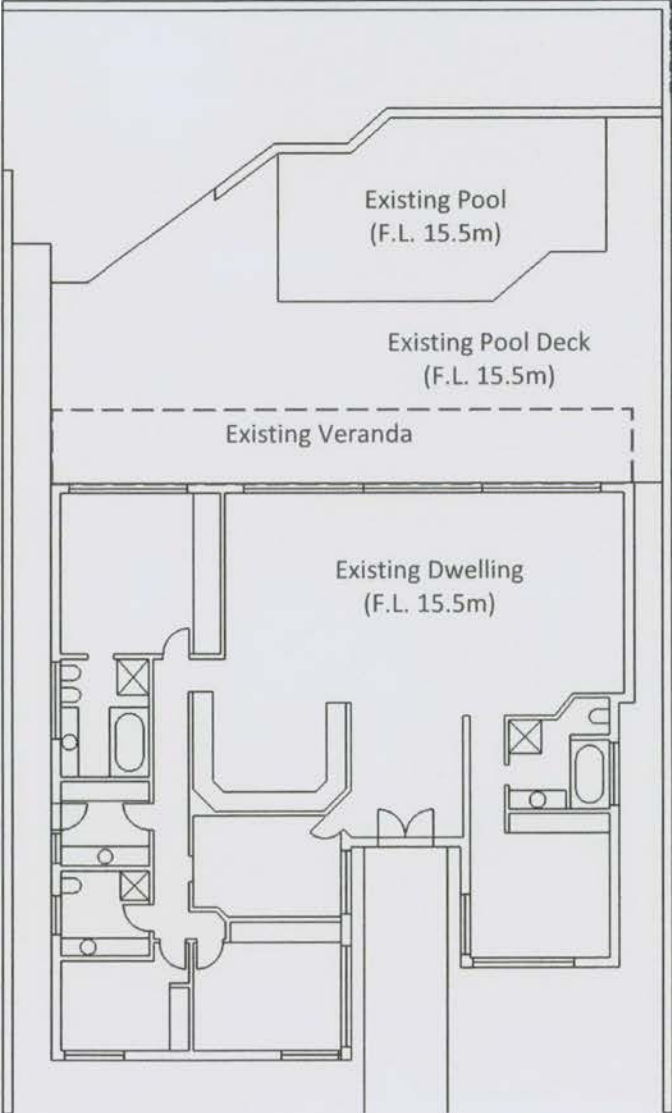 Existing Pool
(F.L. 15.5m)
Existing Pool Deck
(F.L. 15.5m)
Existing Veranda
Existing Dwelling
(F.L. 15.5m)